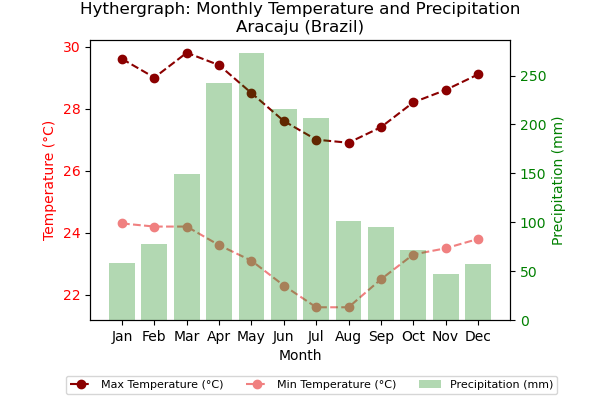 Hythergraph: Monthly Temperature and Precipitation
Aracaju (Brazil)
30
28
26
24
22
Temperature (°C)
250
200
150
100
50
0
Precipitation (mm)
Jan Feb Mar Apr May Jun Jul Aug Sep Oct Nov Dec
Month
Max Temperature (°C) Min Temperature (°C) Precipitation (mm)